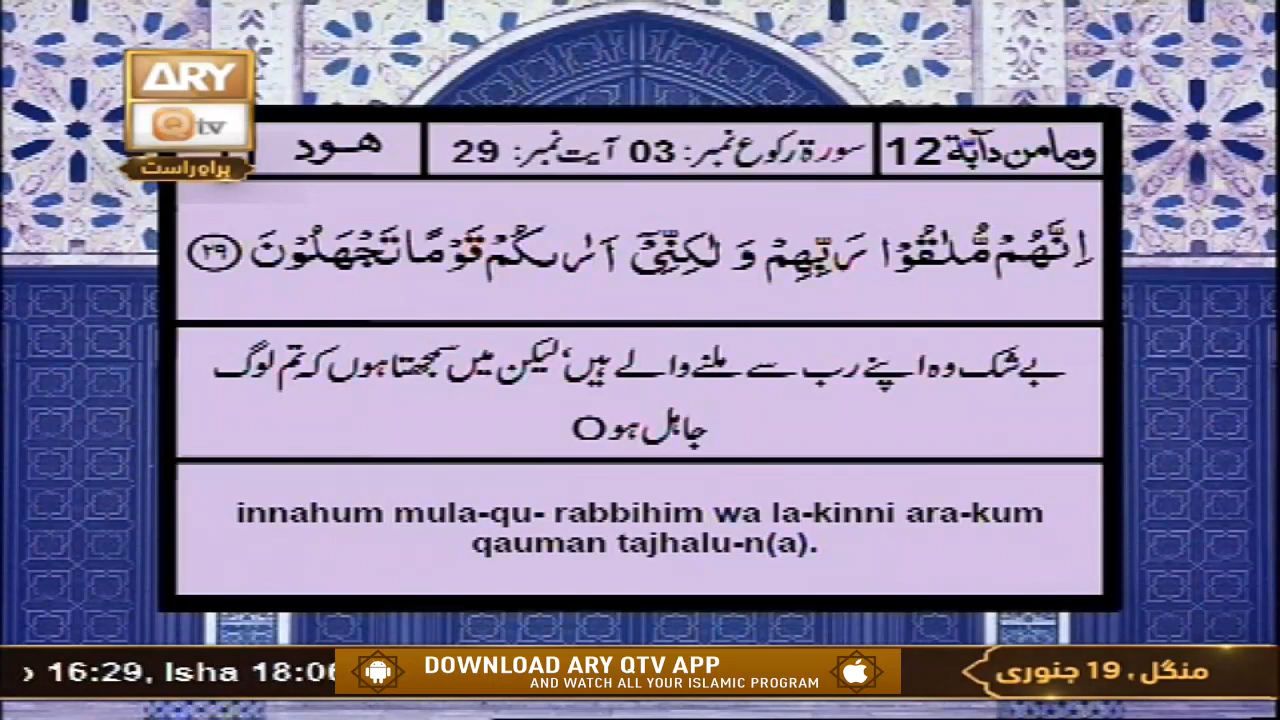 ARY
Qtv
براہ راست
وما من دآبة 12
سورۃ رکوع نمبر: 03 آیت نمبر: 29
ھود
اِنَّهُمْ مُّلٰقُوْا رَبِّهِمْ وَ لٰكِنِّیْۤ اَرٰىكُمْ قَوْمًا تَجْهَلُوْنَ ﴿۲۹﴾
بے شک وہ اپنے رب سے ملنے والے ہیں، لیکن میں سمجھتا ہوں کہ تم لوگ
جاہل ہو O
innahum mula-qu- rabbihim wa la-kinni ara-kum
qauman tajhalu-n(a).
16:29, Isha 18:06
DOWNLOAD ARY QTV APP
AND WATCH ALL YOUR ISLAMIC PROGRAM
منگل، 19 جنوری